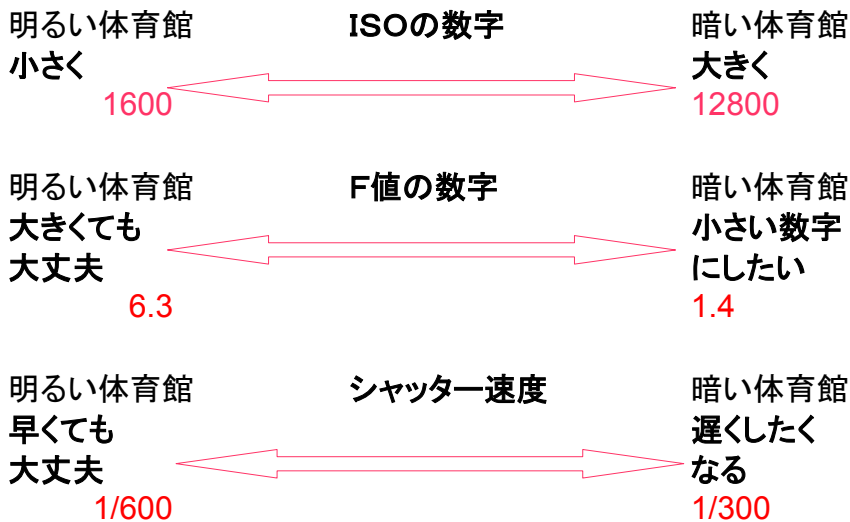 明るい体育館 ISOの数字 暗い体育館
小さく 大きく
1600 12800
明るい体育館 F値の数字 暗い体育館
大きくても 小さい数字
大丈夫 にしたい
6.3 1.4
明るい体育館 シャッター速度 暗い体育館
早くても 遅くしたく
大丈夫 なる
1/600 1/300